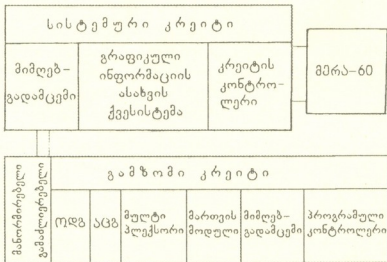 სისტემური კრეიტი
მიმღებ-
გადამცემი
გრაფიკული
ინფორმაციის
ასახვის
ქვესისტემა
კრეიტის
კონტრო-
ლერი
მერა-60
გამზომი კრეიტი
მანორმირებელი
გამაძლიერებელი
ოდგ
აცგ
მულტი
პლექსორი
მართვის
მოდული
მიმღებ-
გადამცემი
პროგრამული
კონტროლერი